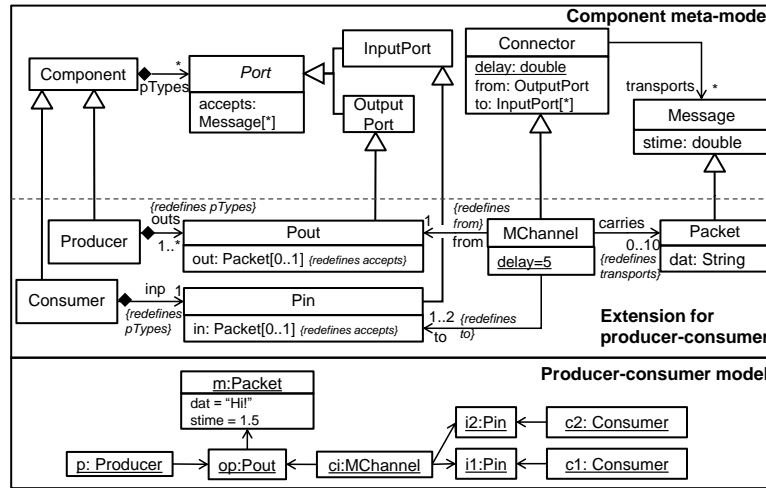 Component meta-model
Component
*
pTypes
Port
accepts:
Message[*]
InputPort
Output
Port
Connector
delay: double
from: OutputPort
to: InputPort[*]
transports
*
Message
stime: double
{redefines pTypes}
outs
1..*
Producer
Pout
out: Packet[0..1] {redefines accepts}
1
{redefines
from}
from
MChannel
delay=5
carries
0..10
{redefines
transports}
Packet
dat: String
Consumer
inp
1
{redefines
pTypes}
Pin
in: Packet[0..1] {redefines accepts}
1..2
to
{redefines
to}
Extension for
producer-consumer
Producer-consumer model
m:Packet
dat = “Hi!”
stime = 1.5
p: Producer
op:Pout
ci:MChannel
i2:Pin
c2: Consumer
i1:Pin
c1: Consumer